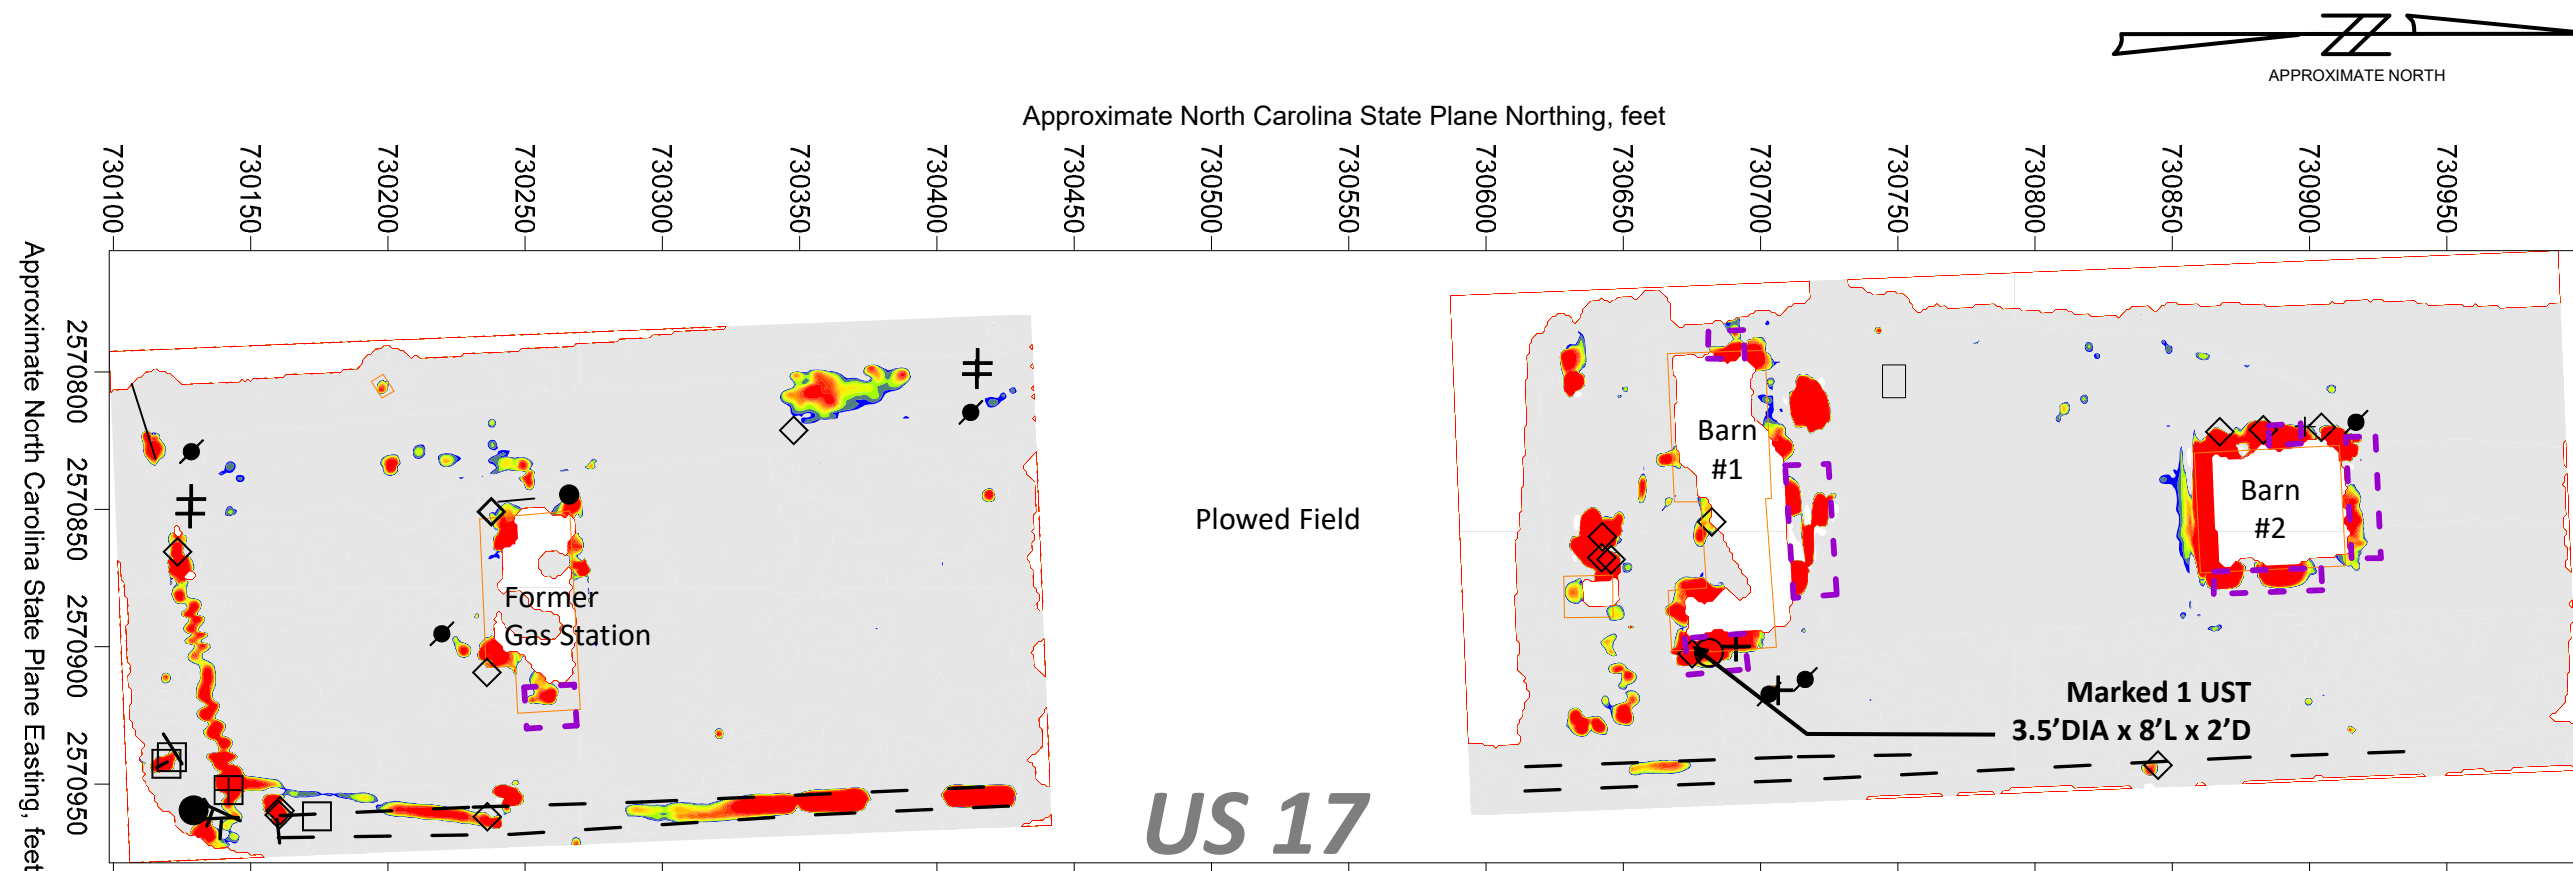 APPROXIMATE NORTH
Approximate North Carolina State Plane Northing, feet
730100
730150
730200
730250
730300
730350
730400
730450
730500
730550
730600
730650
730700
730750
730800
730850
730900
730950
Approximate North Carolina State Plane Easting, feet
2570800
2570850
2570900
2570950
Former
Gas Station
Plowed Field
Barn
#1
Barn
#2
Marked 1 UST
3.5’DIA x 8’L x 2’D
US 17